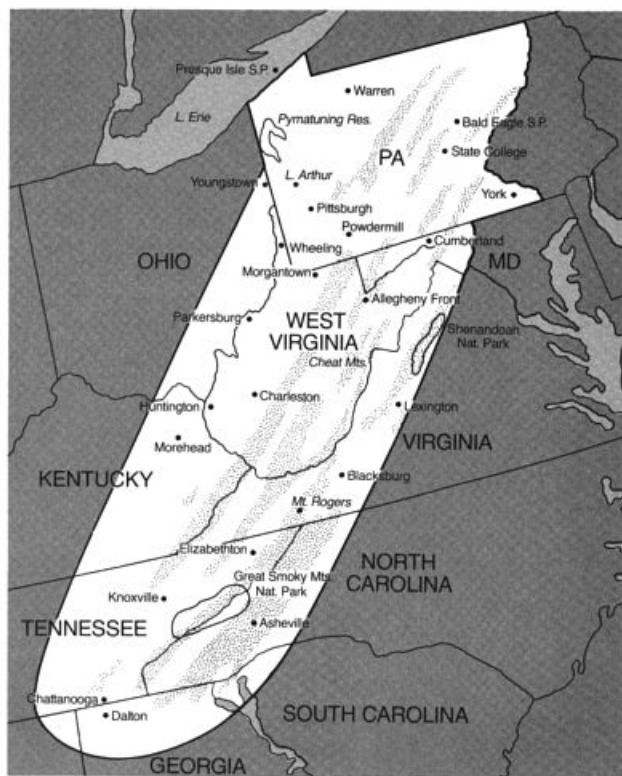 Presque Isle S.P.
Warren
L. Erie
Pymatuning Res.
Bald Eagle S.P.
PA
State College
L. Arthur
Youngstown
York
Pittsburgh
Powdermill
Cumberland
Wheeling
OHIO
MD
Morgantown
Allegheny Front
Parkersburg
WEST
VIRGINIA
Shenandoah
Nat. Park
Cheat Mts.
Charleston
Huntington
Lexington
Morehead
VIRGINIA
KENTUCKY
Blacksburg
Mt. Rogers
Elizabethton
NORTH
CAROLINA
Great Smoky Mts.
Nat. Park
Knoxville
TENNESSEE
Asheville
Chattanooga
Dalton
SOUTH CAROLINA
GEORGIA